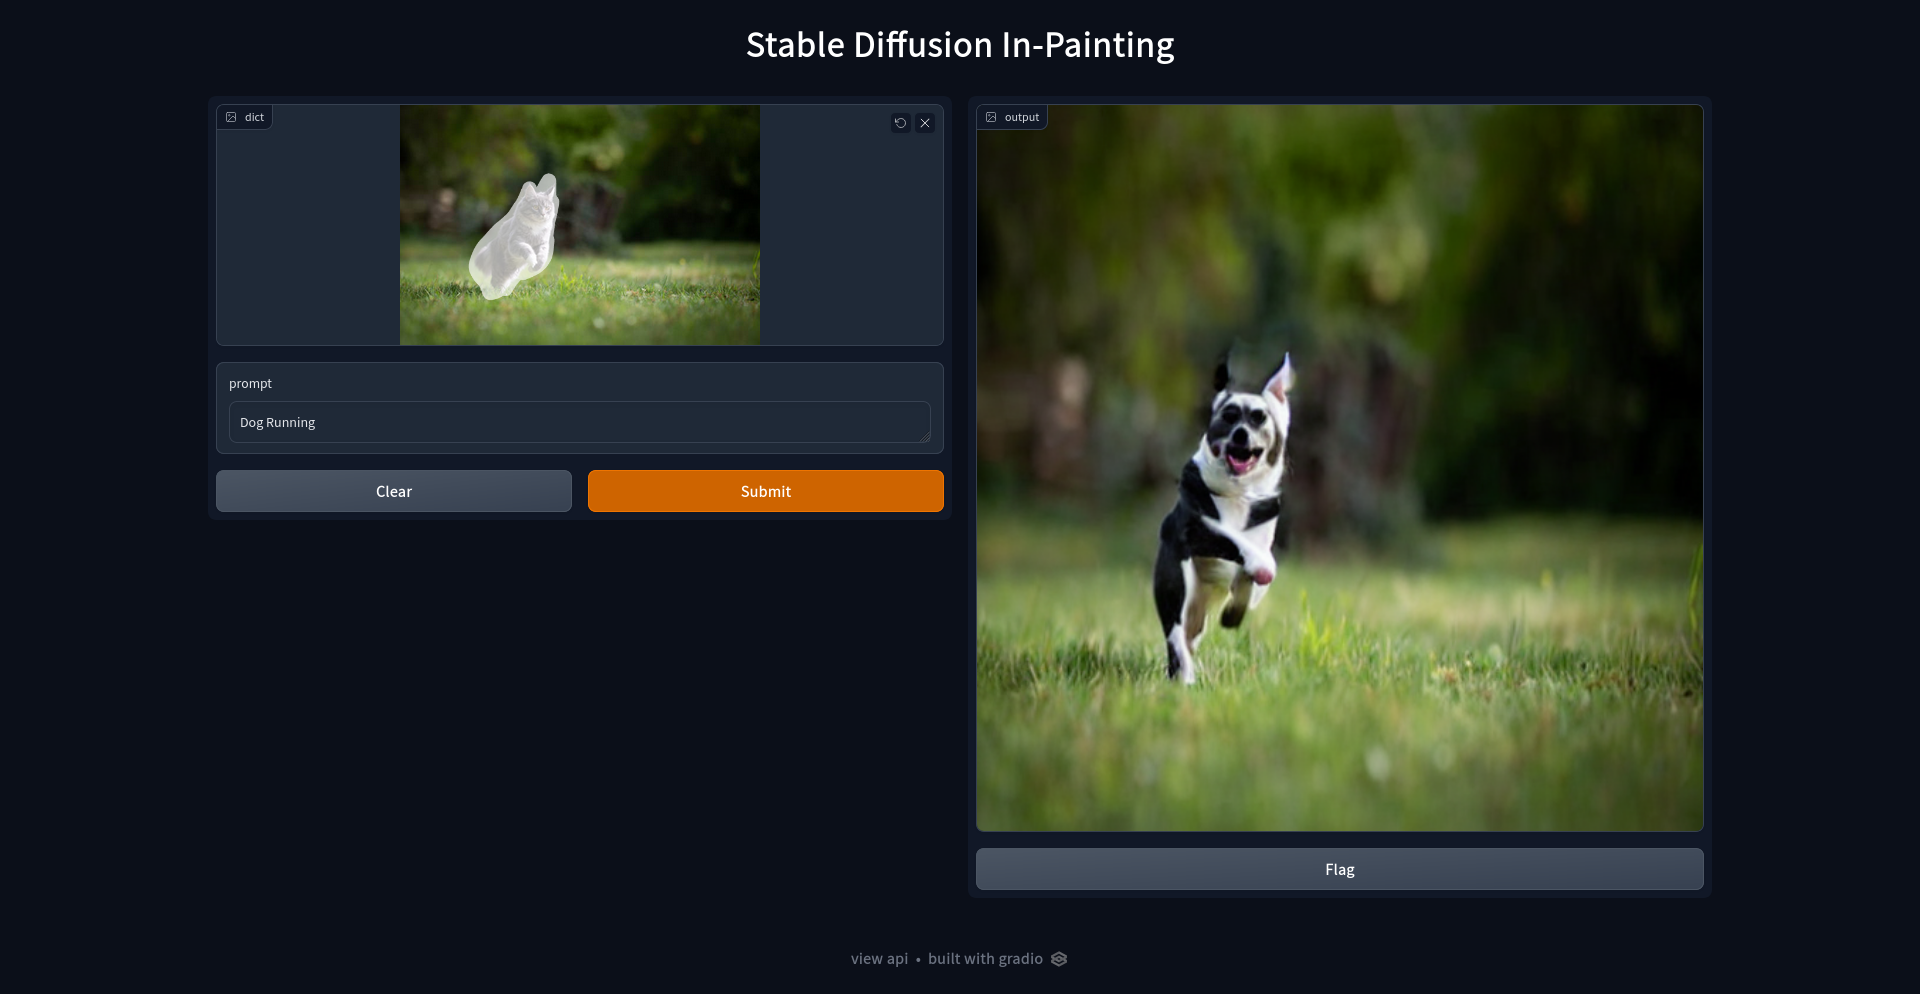 Stable Diffusion In-Painting
dict
prompt
Dog Running
Clear
Submit
output
Flag
view api • built with gradio